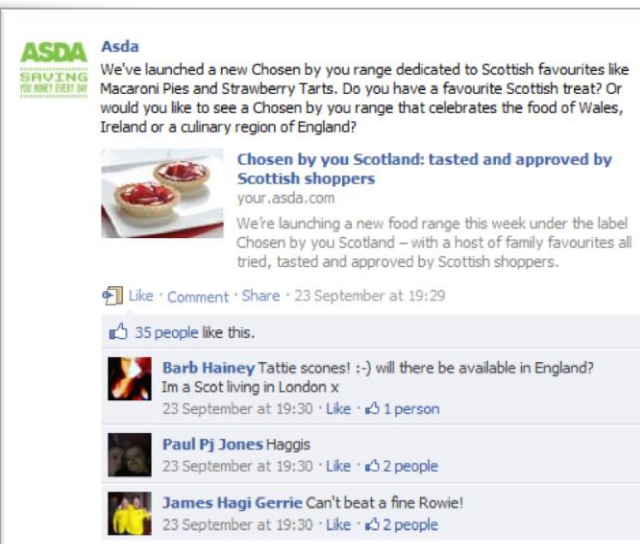 ASDA
SAVING
YOU MONEY EVERY DAY
Asda
We've launched a new Chosen by you range dedicated to Scottish favourites like
Macaroni Pies and Strawberry Tarts. Do you have a favourite Scottish treat? Or
would you like to see a Chosen by you range that celebrates the food of Wales,
Ireland or a culinary region of England?
Chosen by you Scotland: tasted and approved by
Scottish shoppers
your.asda.com
We're launching a new food range this week under the label
Chosen by you Scotland – with a host of family favourites all
tried, tasted and approved by Scottish shoppers.
Like · Comment · Share · 23 September at 19:29
35 people like this.
Barb Hainey Tattie scones! :-) will there be available in England?
Im a Scot living in London x
23 September at 19:30 · Like · 1 person
Paul Pj Jones Haggis
23 September at 19:30 · Like · 2 people
James Hagi Gerrie Can't beat a fine Rowie!
23 September at 19:30 · Like · 2 people